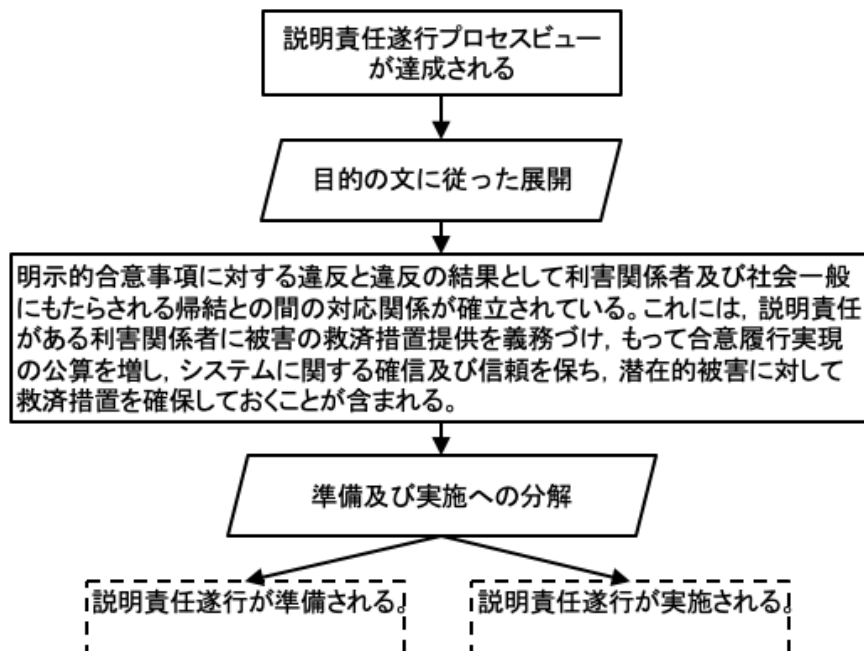 説明責任遂行プロセスビュー
が達成される
目的の文に従った展開
明示的合意事項に対する違反と違反の結果として利害関係者及び社会一般
にもたらされる帰結との間の対応関係が確立されている。これには, 説明責任
がある利害関係者に被害の救済措置提供を義務づけ, もって合意履行実現
の公算を増し, システムに関する確信及び信頼を保ち, 潜在的被害に対して
救済措置を確保しておくことが含まれる。
準備及び実施への分解
説明責任遂行が準備される。
説明責任遂行が実施される。